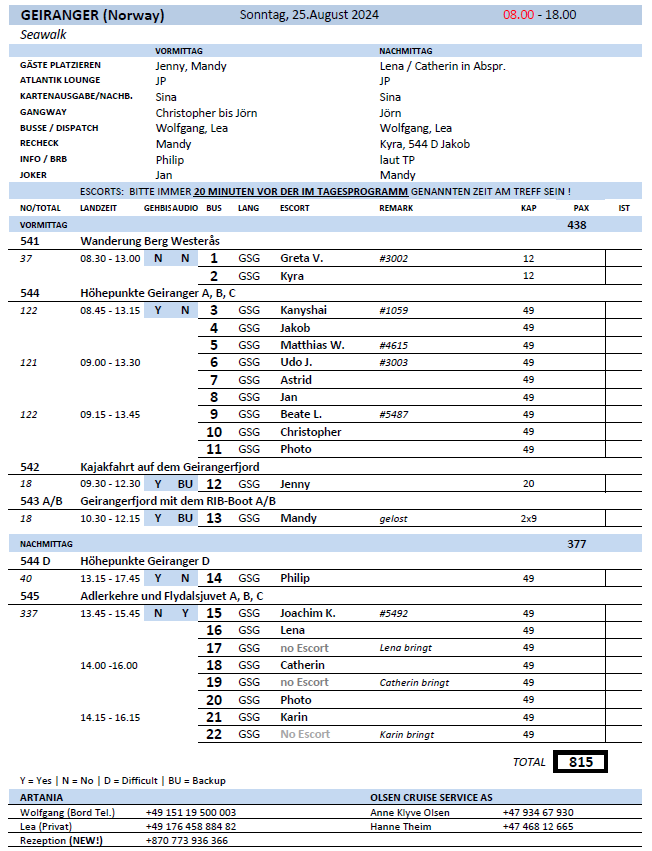 GEIRANGER (Norway) Sonntag, 25.August 2024 08.00 - 18.00
Seawalk
VORMITTAG NACHMITTAG
GÄSTE PLATZIEREN Jenny, Mandy Lena / Catherin in Abspr.
ATLANTIK LOUNGE JP JP
KARTENAUSGABE/NACHB. Sina Sina
GANGWAY Christopher bis Jörn Jörn
BUSSE / DISPATCH Wolfgang, Lea Wolfgang, Lea
RECHECK Mandy Kyra, 544 D Jakob
INFO / BRB Philip laut TP
JOKER Jan Mandy
ESCORTS: BITTE IMMER 20 MINUTEN VOR DER IM TAGESPROGRAMM GENANNTEN ZEIT AM TREFF SEIN !
NO/TOTAL LANDZEIT GEHBIS AUDIO BUS LANG ESCORT REMARK KAP PAX IST
VORMITTAG 438
541 Wanderung Berg Westerås
37 08.30 - 13.00 N N 1 GSG Greta V. #3002 12
2 GSG Kyra 12
544 Höhepunkte Geiranger A, B, C
122 08.45 - 13.15 Y N 3 GSG Kanyshai #1059 49
4 GSG Jakob 49
5 GSG Matthias W. #4615 49
121 09.00 - 13.30 6 GSG Udo J. #3003 49
7 GSG Astrid 49
8 GSG Jan 49
122 09.15 - 13.45 9 GSG Beate L. #5487 49
10 GSG Christopher 49
11 GSG Photo 49
542 Kajakfahrt auf dem Geirangerfjord
18 09.30 - 12.30 Y BU 12 GSG Jenny 20
543 A/B Geirangerfjord mit dem RIB-Boot A/B
18 10.30 - 12.15 Y BU 13 GSG Mandy gelost 2x9
NACHMITTAG 377
544 D Höhepunkte Geiranger D
40 13.15 - 17.45 Y N 14 GSG Philip 49
545 Adlerkehre und Flydalsjuvet A, B, C
337 13.45 - 15.45 N Y 15 GSG Joachim K. #5492 49
16 GSG Lena 49
17 GSG no Escort Lena bringt 49
14.00 -16.00 18 GSG Catherin 49
19 GSG no Escort Catherin bringt 49
20 GSG Photo 49
14.15 - 16.15 21 GSG Karin 49
22 GSG No Escort Karin bringt 49
TOTAL 815
Y = Yes | N = No | D = Difficult | BU = Backup
ARTANIA OLSEN CRUISE SERVICE AS
Wolfgang (Bord Tel.) +49 151 19 500 003 Anne Klyve Olsen +47 934 67 930
Lea (Privat) +49 176 458 884 82 Hanne Theim +47 468 12 665
Rezeption (NEW!) +870 773 936 366